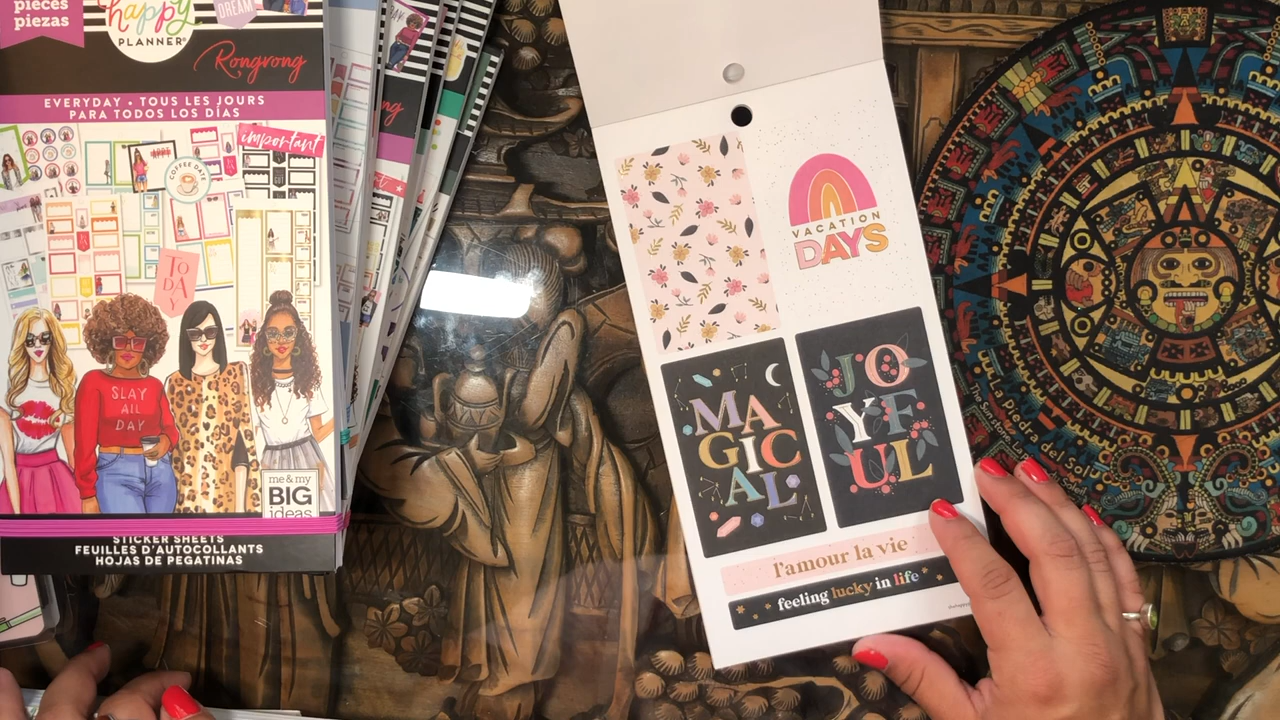 pieces
piezas
happy
PLANNER®
DREAM
Rongrong
EVERYDAY • TOUS LES JOURS
PARA TODOS LOS DÍAS
important
COFFEE DAY
TO
DAY
SLAY
ALL
DAY
me & my
BIG
ideas
STICKER SHEETS
FEUILLES D'AUTOCOLLANTS
HOJAS DE PEGATINAS
VACATION
DAYS
MA
GIC
AL
JO
YF
UL
l'amour la vie
feeling lucky in life
La Piedra del Sol